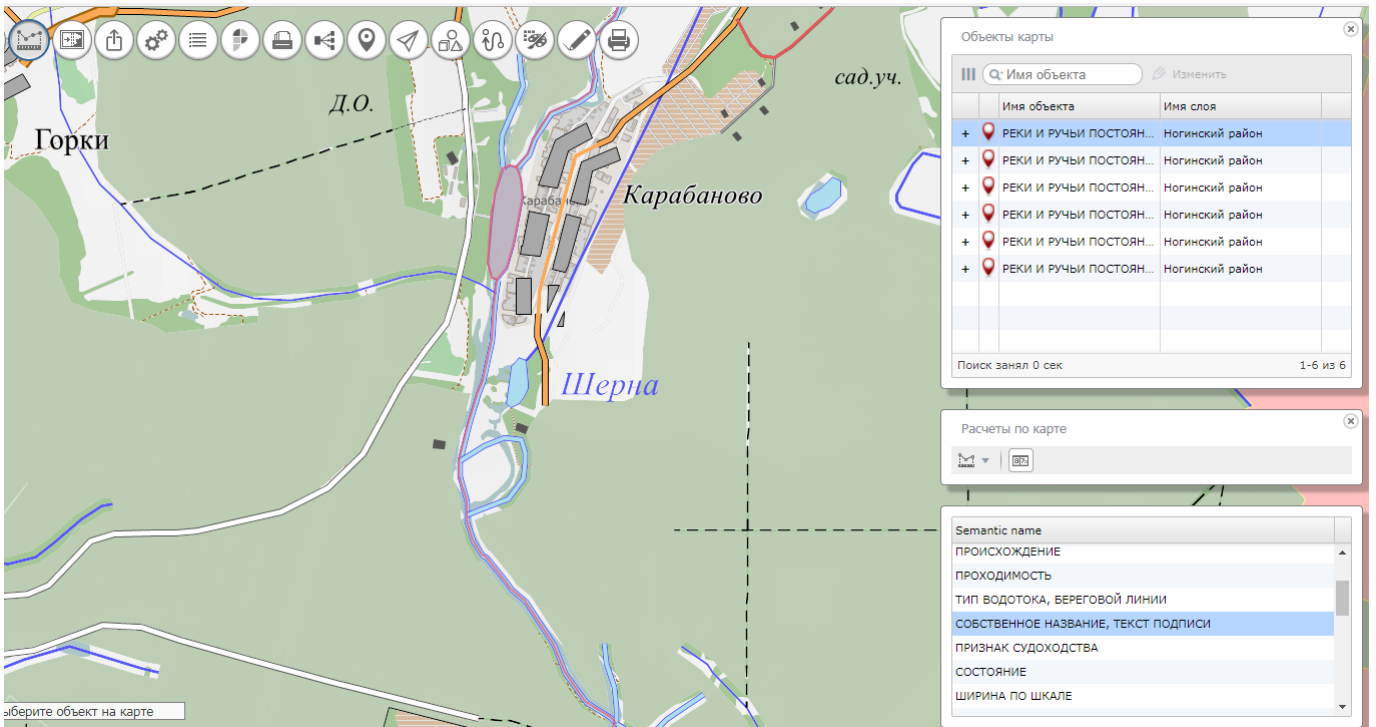 Д.О.
сад.уч.
Горки
Карабаново
Шерна
Объекты карты
Имя объекта
Изменить
Имя объекта Имя слоя
+ РЕКИ И РУЧЬИ ПОСТОЯН... Ногинский район
+ РЕКИ И РУЧЬИ ПОСТОЯН... Ногинский район
+ РЕКИ И РУЧЬИ ПОСТОЯН... Ногинский район
+ РЕКИ И РУЧЬИ ПОСТОЯН... Ногинский район
+ РЕКИ И РУЧЬИ ПОСТОЯН... Ногинский район
+ РЕКИ И РУЧЬИ ПОСТОЯН... Ногинский район
Поиск занял 0 сек 1-6 из 6
Расчеты по карте
Semantic name
ПРОИСХОЖДЕНИЕ
ПРОХОДИМОСТЬ
ТИП ВОДОТОКА, БЕРЕГОВОЙ ЛИНИИ
СОБСТВЕННОЕ НАЗВАНИЕ, ТЕКСТ ПОДПИСИ
ПРИЗНАК СУДОХОДСТВА
СОСТОЯНИЕ
ШИРИНА ПО ШКАЛЕ
ыберите объект на карте